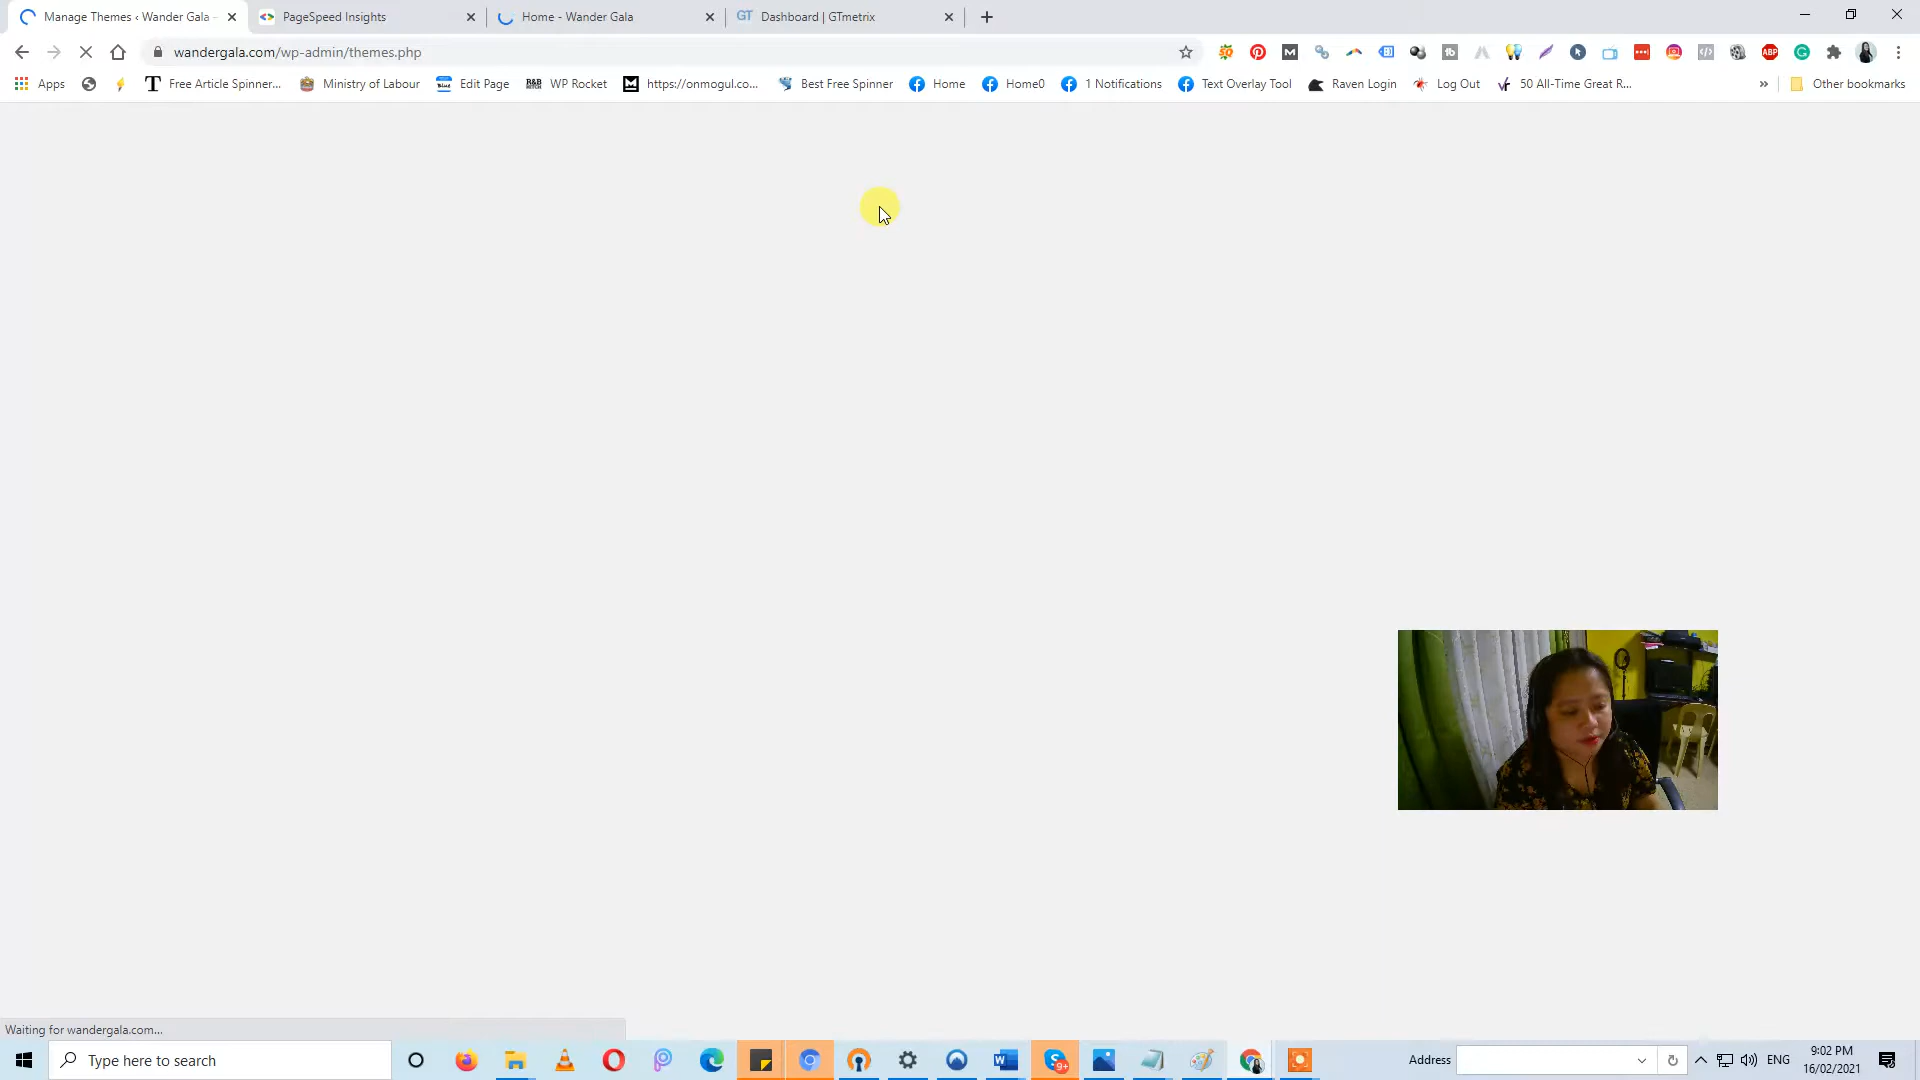 Manage Themes ‹ Wander Gala –
PageSpeed Insights
Home - Wander Gala
GT Dashboard | GTmetrix
wandergala.com/wp-admin/themes.php
Apps
T Free Article Spinner...
Ministry of Labour
Edit Page
WP Rocket
M https://onmogul.co...
Best Free Spinner
Home
Home0
1 Notifications
Text Overlay Tool
Raven Login
Log Out
50 All-Time Great R...
»
Other bookmarks
Waiting for wandergala.com...
Type here to search
9+
Address
ENG
9:02 PM
16/02/2021